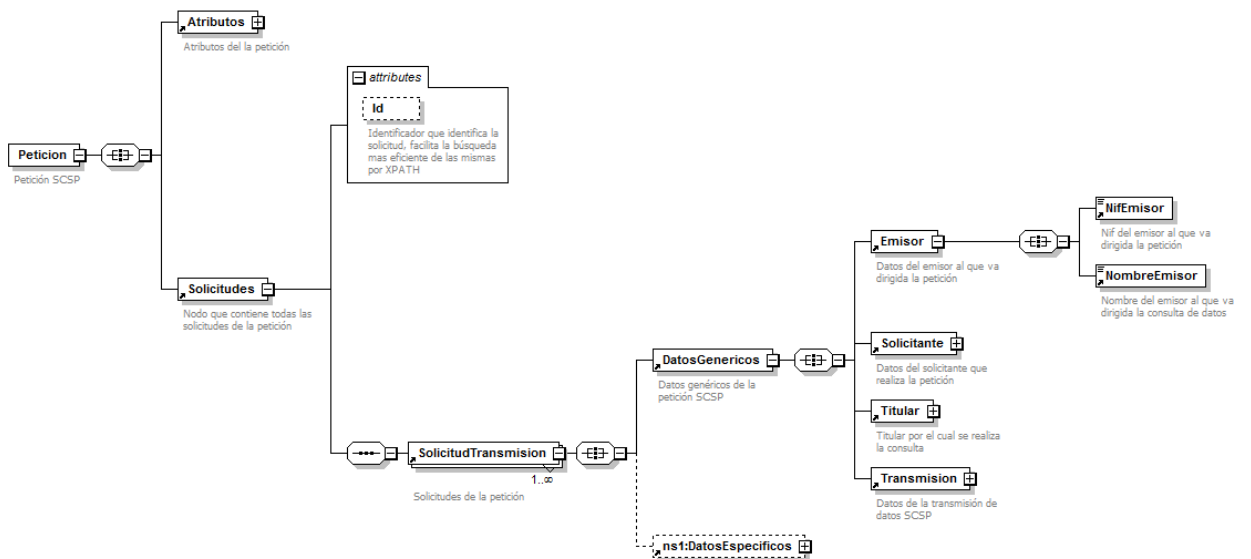 Atributos
Atributos del la petición
attributes
Id
Identificador que identifica la
solicitud, facilita la búsqueda
mas eficiente de las mismas
por XPATH
Peticion
Petición SCSP
Solicitudes
Nodo que contiene todas las
solicitudes de la petición
NifEmisor
Nif del emisor al que va
dirigida la petición
Emisor
Datos del emisor al que va
dirigida la petición
NombreEmisor
Nombre del emisor al que va
dirigida la consulta de datos
Solicitante
Datos del solicitante que
realiza la petición
DatosGenericos
Datos genéricos de la
petición SCSP
Titular
Titular por el cual se realiza
la consulta
SolicitudTransmision
1..∞
Solicitudes de la petición
Transmision
Datos de la transmisión de
datos SCSP
ns1:DatosEspecificos